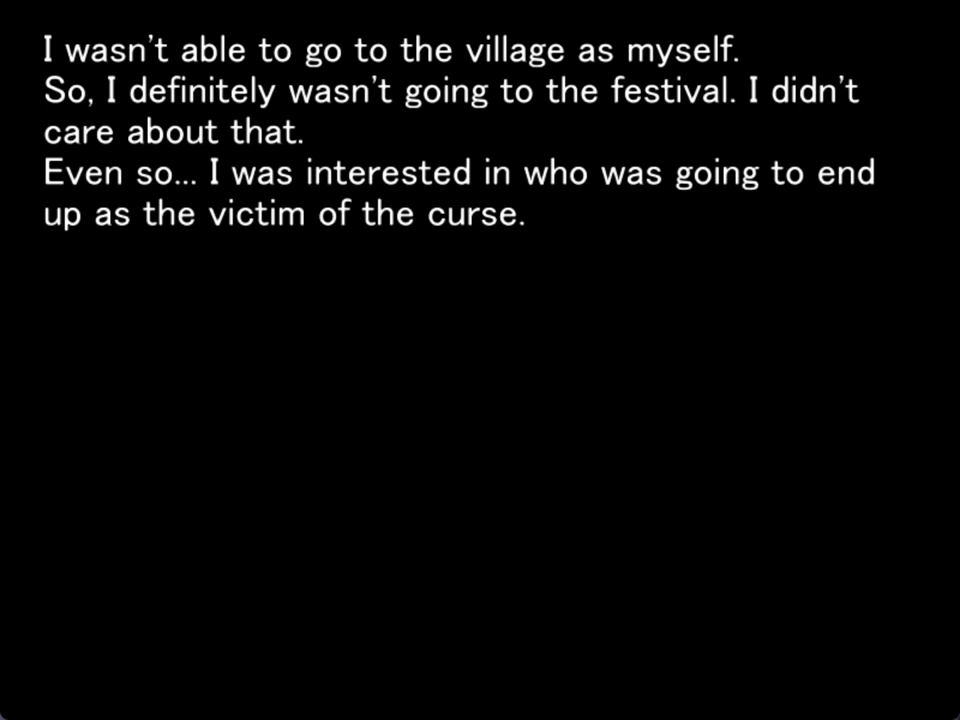 I wasn't able to go to the village as myself.
So, I definitely wasn't going to the festival. I didn't
care about that.
Even so... I was interested in who was going to end
up as the victim of the curse.